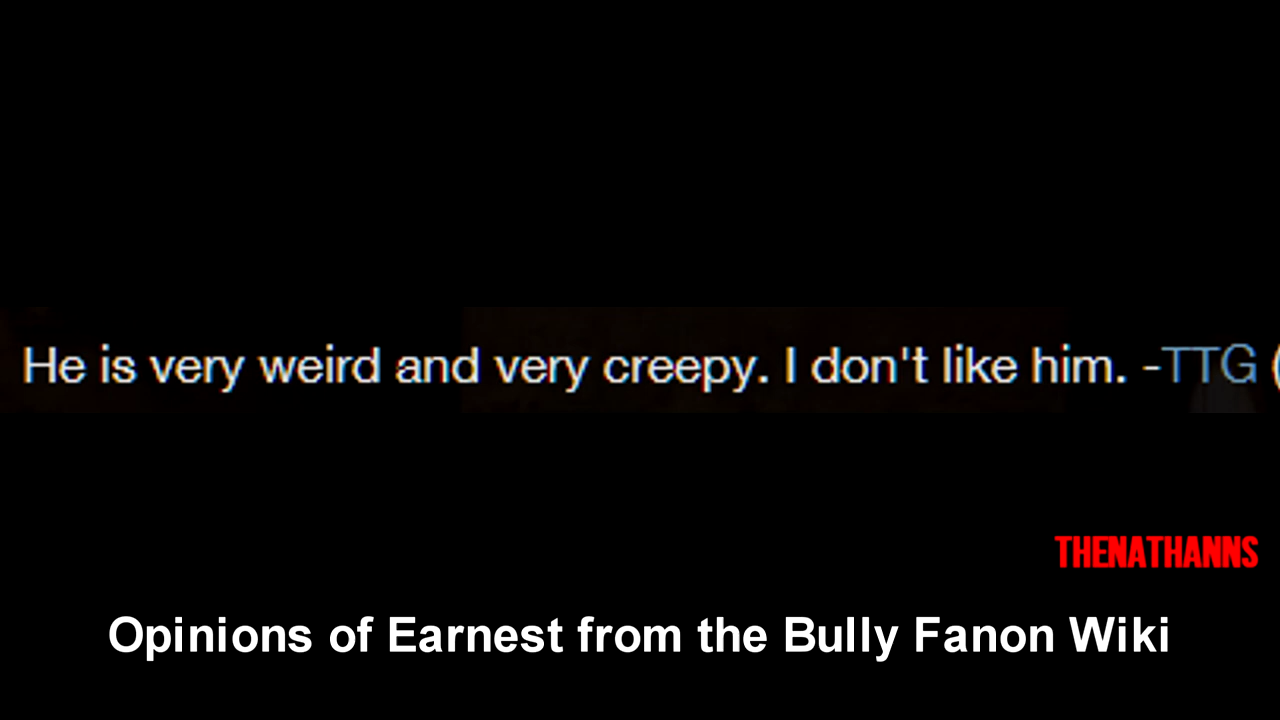 He is very weird and very creepy. I don't like him. -TTG (
THENATHANNS
Opinions of Earnest from the Bully Fanon Wiki